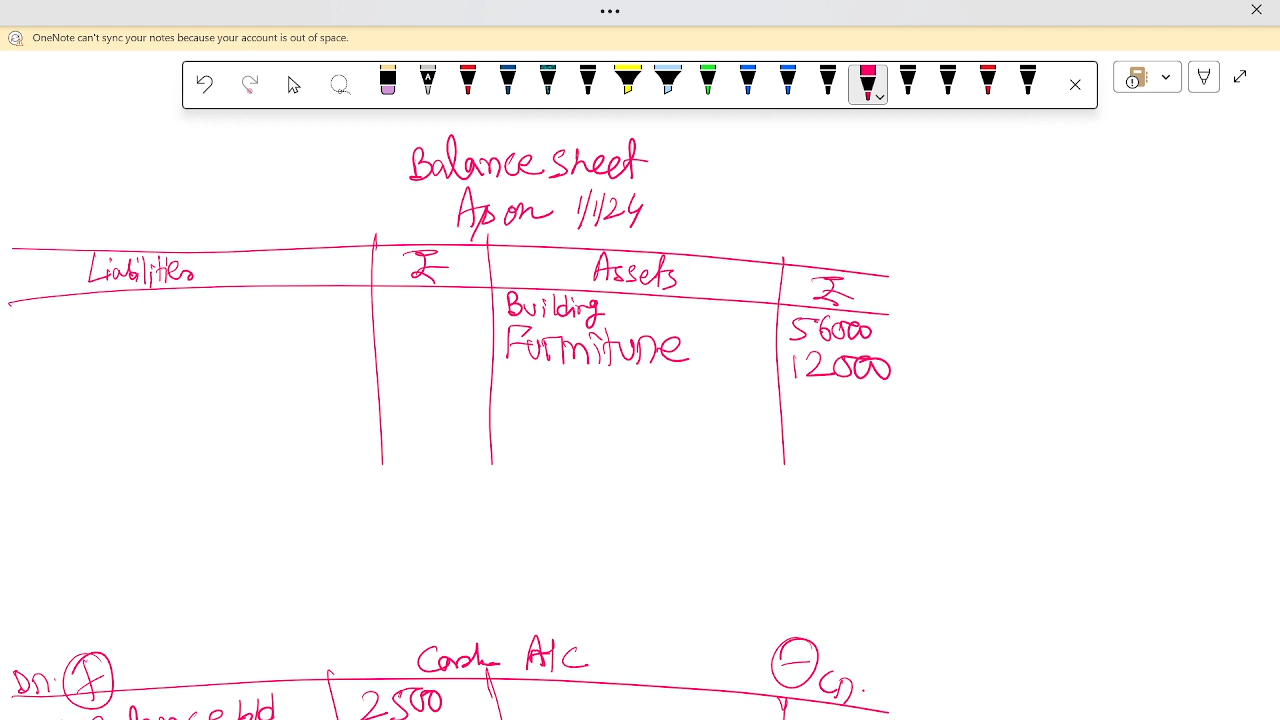 OneNote can't sync your notes because your account is out of space.
Balance sheet
As on 1/1/24
Liabilities ₹ Assets ₹
Building 56000
Furniture 12000
Cash A/C
Dr. + - Cr.
Balance b/d 2500